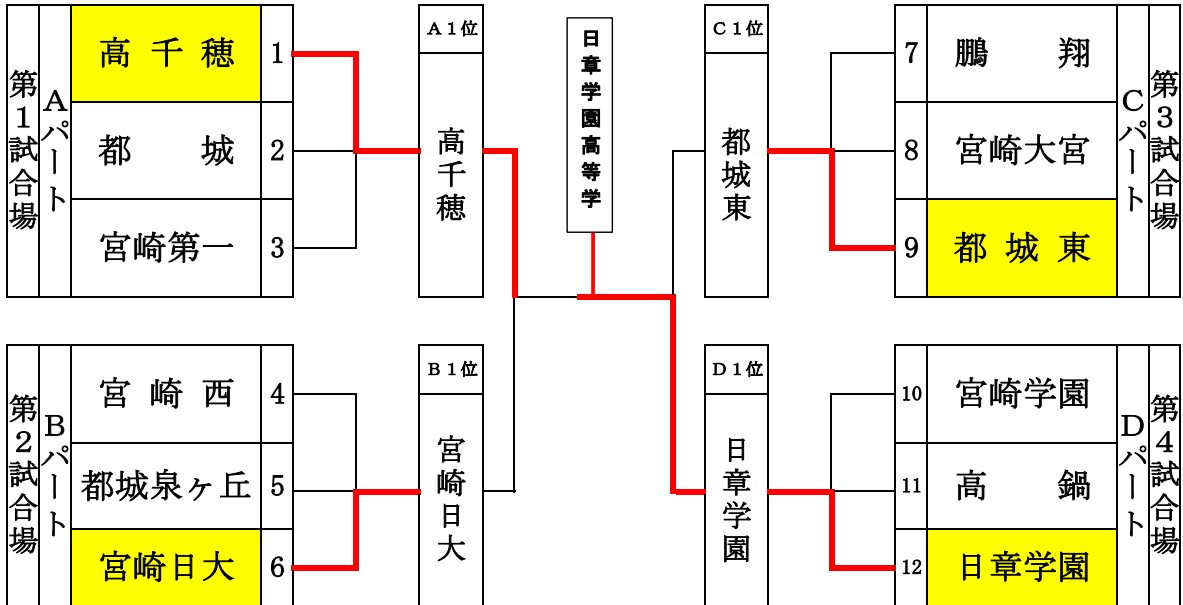 第1試合場
Aパート
高千穂
1
都城
2
宮崎第一
3
A1位
高千穂
日章学園高等学
C1位
都城東
7
鵬翔
8
宮崎大宮
9
都城東
Cパート
第3試合場
第2試合場
Bパート
宮崎西
4
都城泉ヶ丘
5
宮崎日大
6
B1位
宮崎日大
D1位
日章学園
10
宮崎学園
11
高鍋
12
日章学園
Dパート
第4試合場